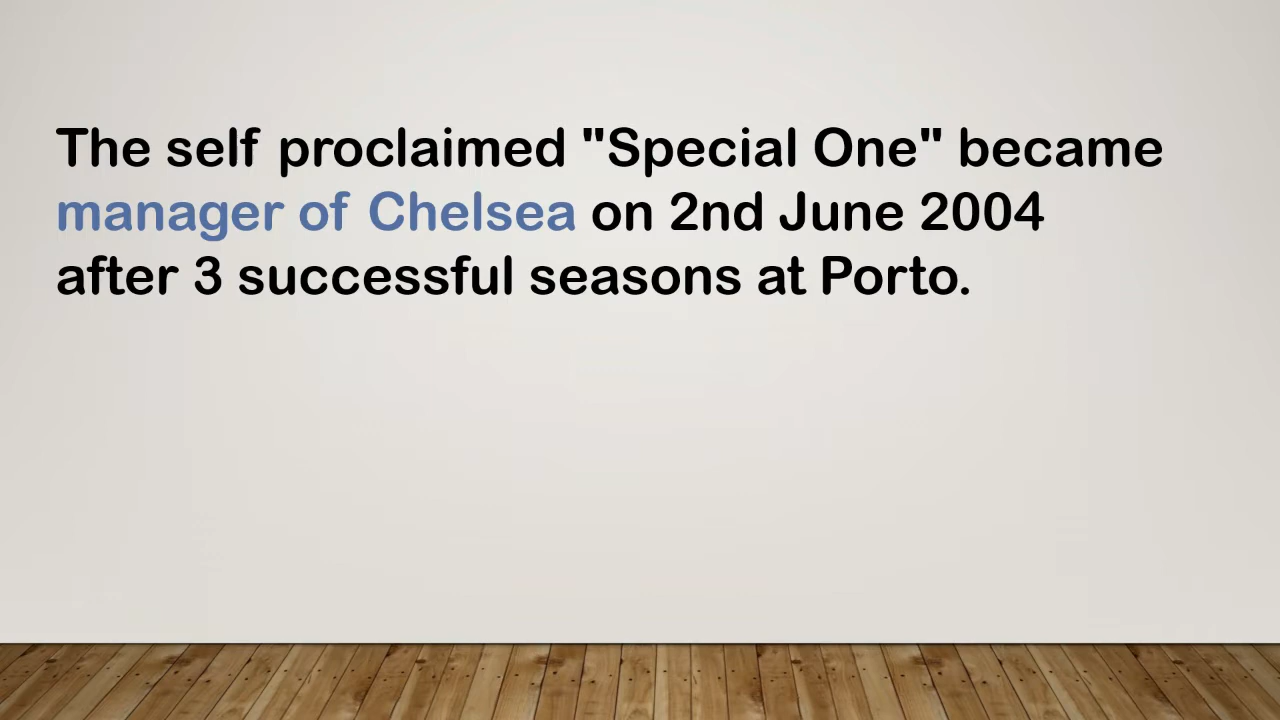 The self proclaimed "Special One" became
manager of Chelsea on 2nd June 2004
after 3 successful seasons at Porto.